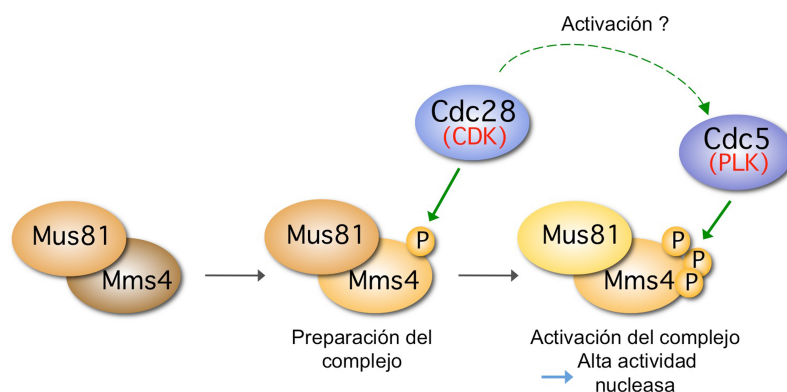 Activación ?
Cdc28
(CDK)
Cdc5
(PLK)
Mus81
Mms4
Mus81
P
Mms4
Mus81
P
P
P
Mms4
Preparación del
complejo
Activación del complejo
Alta actividad
nucleasa